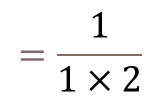 = 1 / (1 × 2)